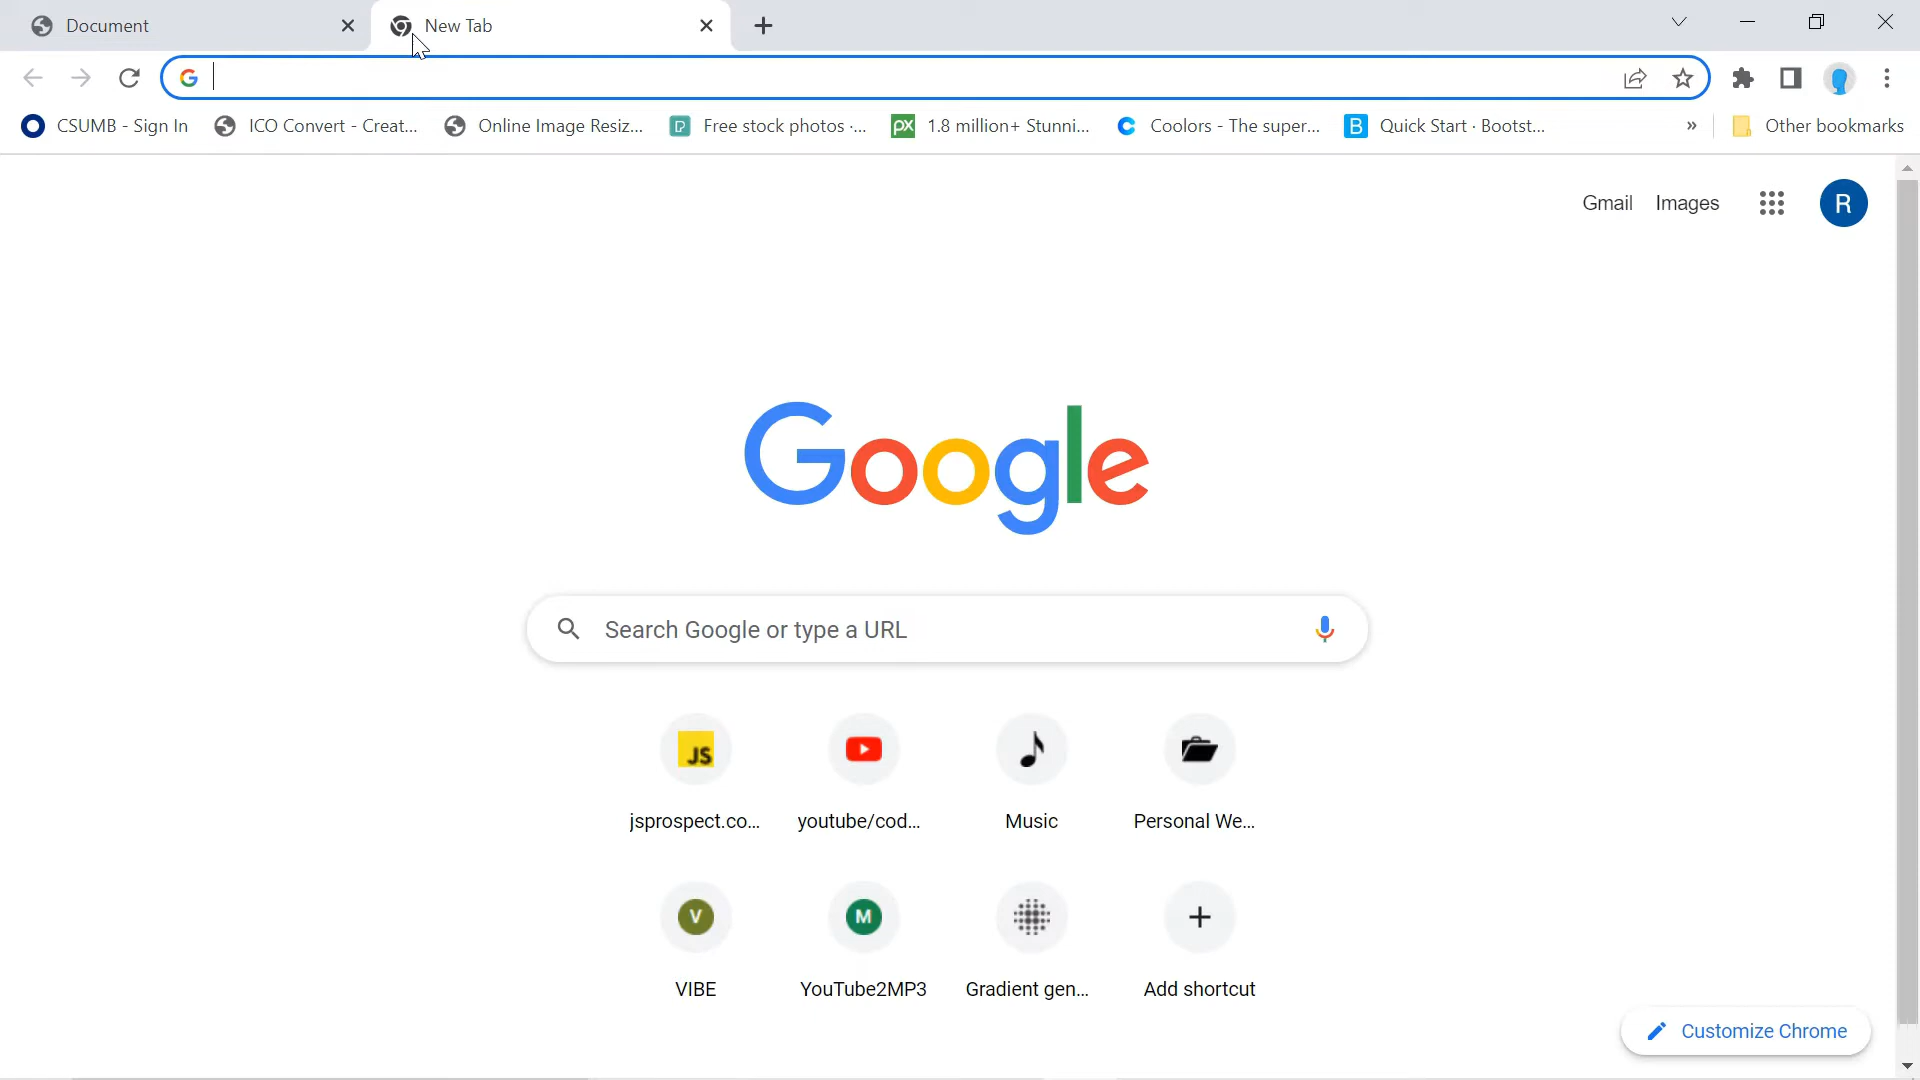 Document
New Tab
CSUMB - Sign In
ICO Convert - Creat...
Online Image Resiz...
P
Free stock photos ·...
px
1.8 million+ Stunni...
Coolors - The super...
B
Quick Start · Bootst...
»
Other bookmarks
Gmail
Images
R
Google
Search Google or type a URL
JS
jsprospect.co...
youtube/cod...
Music
Personal We...
V
M
VIBE
YouTube2MP3
Gradient gen...
Add shortcut
Customize Chrome